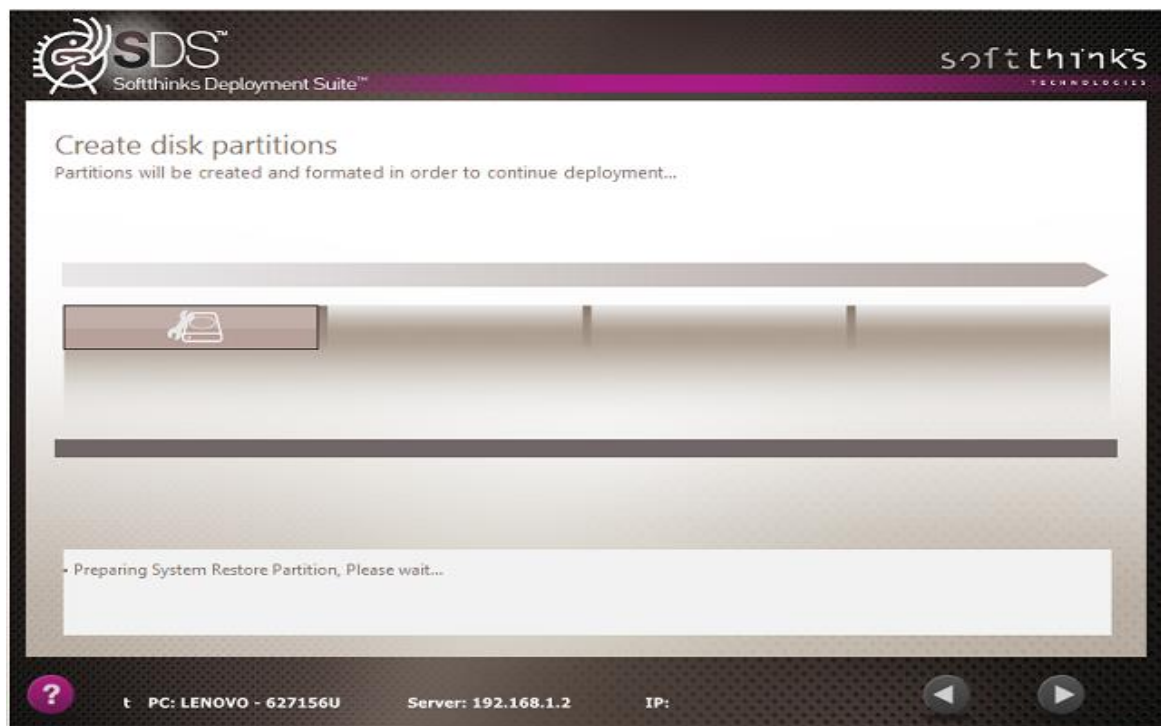 SDS™
Softthinks Deployment Suite™
softthinks
TECHNOLOGIES
Create disk partitions
Partitions will be created and formated in order to continue deployment...
- Preparing System Restore Partition, Please wait...
? t PC: LENOVO - 627156U Server: 192.168.1.2 IP: